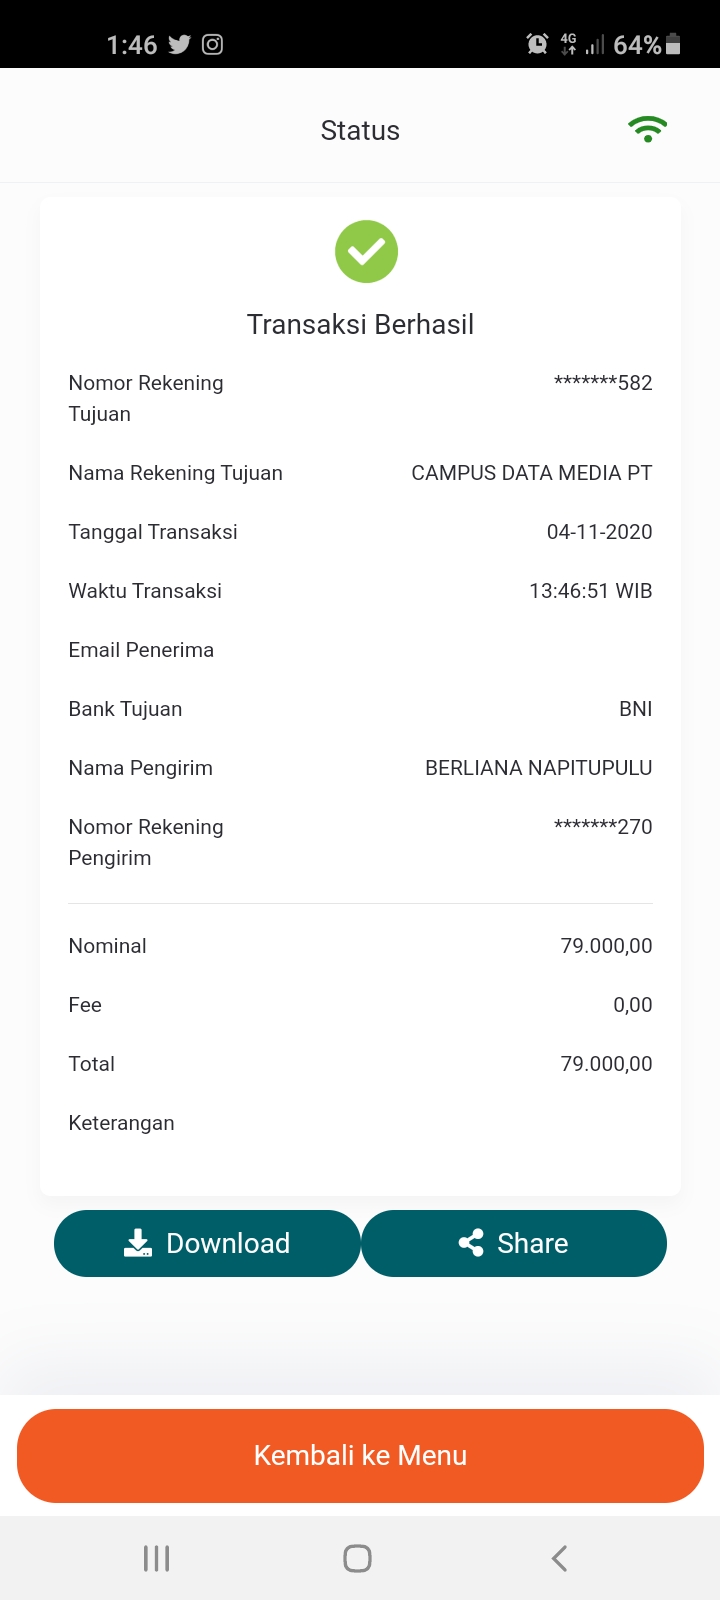 1:46
4G
64%
Status
Transaksi Berhasil
Nomor Rekening Tujuan *******582
Nama Rekening Tujuan CAMPUS DATA MEDIA PT
Tanggal Transaksi 04-11-2020
Waktu Transaksi 13:46:51 WIB
Email Penerima
Bank Tujuan BNI
Nama Pengirim BERLIANA NAPITUPULU
Nomor Rekening Pengirim *******270
Nominal 79.000,00
Fee 0,00
Total 79.000,00
Keterangan
Download Share
Kembali ke Menu